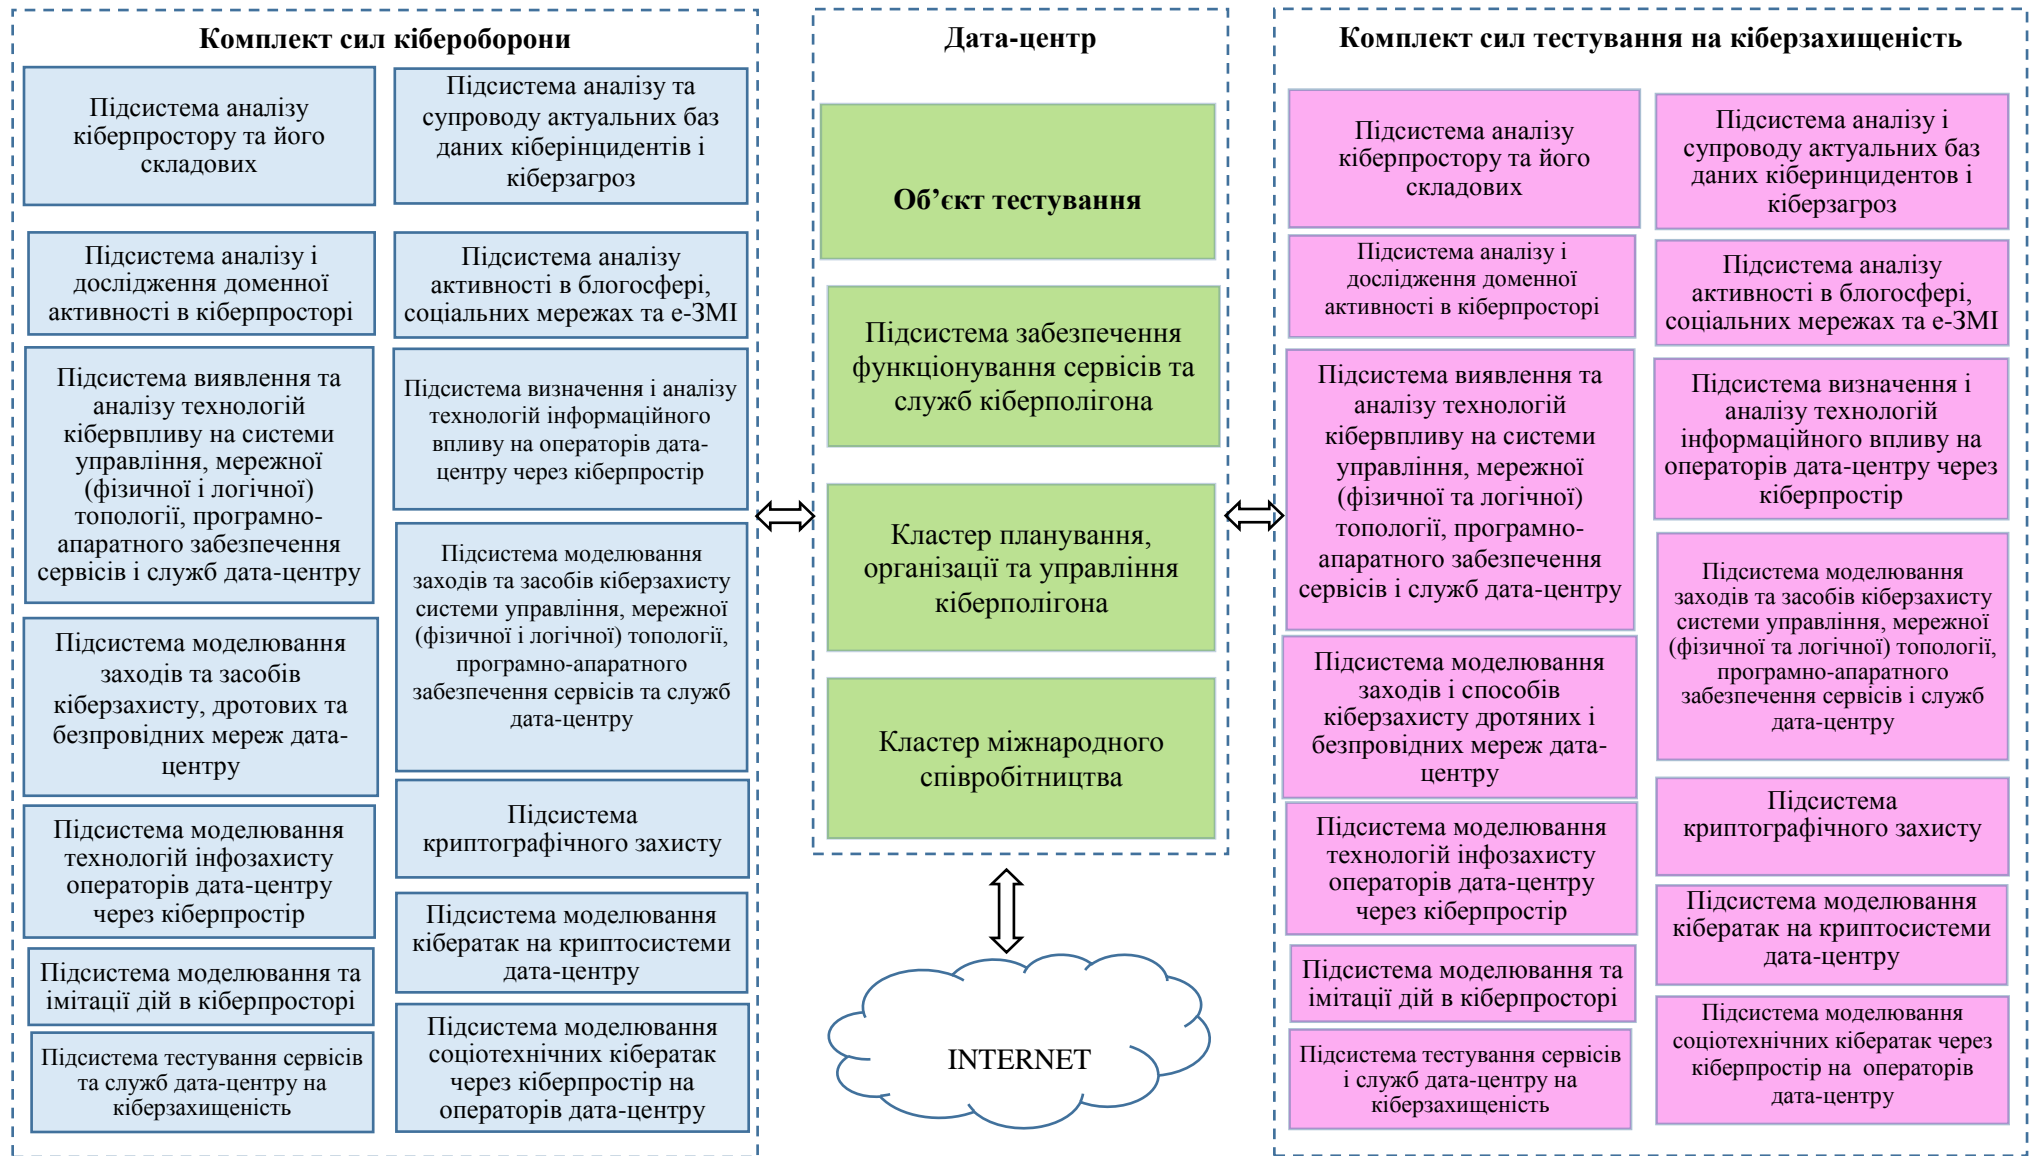 Комплект сил кібероборони
Підсистема аналізу
кіберпростору та його
складових
Підсистема аналізу та
супроводу актуальних баз
даних кіберінцидентів і
кіберзагроз
Підсистема аналізу і
дослідження доменної
активності в кіберпросторі
Підсистема аналізу
активності в блогосфері,
соціальних мережах та е-ЗМІ
Підсистема виявлення та
аналізу технологій
кібервпливу на системи
управління, мережної
(фізичної і логічної)
топології, програмно-
апаратного забезпечення
сервісів і служб дата-центру
Підсистема визначення і аналізу
технологій інформаційного
впливу на операторів дата-
центру через кіберпростір
Підсистема моделювання
заходів та засобів кіберзахисту
системи управління, мережної
(фізичної і логічної) топології,
програмно-апаратного
забезпечення сервісів та служб
дата-центру
Підсистема моделювання
заходів та засобів
кіберзахисту, дротових та
безпровідних мереж дата-
центру
Підсистема
криптографічного захисту
Підсистема моделювання
технологій інфозахисту
операторів дата-центру
через кіберпростір
Підсистема моделювання
кібератак на криптосистеми
дата-центру
Підсистема моделювання та
імітації дій в кіберпросторі
Підсистема моделювання
соціотехнічних кібератак
через кіберпростір на
операторів дата-центру
Підсистема тестування сервісів
та служб дата-центру на
кіберзахищеність
Дата-центр
Об’єкт тестування
Підсистема забезпечення
функціонування сервісів та
служб кіберполігона
Кластер планування,
організації та управління
кіберполігона
Кластер міжнародного
співробітництва
INTERNET
Комплект сил тестування на кіберзахищеність
Підсистема аналізу
кіберпростору та його
складових
Підсистема аналізу і
супроводу актуальних баз
даних кіберинцидентов і
кіберзагроз
Підсистема аналізу і
дослідження доменної
активності в кіберпросторі
Підсистема аналізу
активності в блогосфері,
соціальних мережах та е-ЗМІ
Підсистема виявлення та
аналізу технологій
кібервпливу на системи
управління, мережної
(фізичної та логічної)
топології, програмно-
апаратного забезпечення
сервісів і служб дата-центру
Підсистема визначення і
аналізу технологій
інформаційного впливу на
операторів дата-центру через
кіберпростір
Підсистема моделювання
заходів та засобів кіберзахисту
системи управління, мережної
(фізичної та логічної) топології,
програмно-апаратного
забезпечення сервісів і служб
дата-центру
Підсистема моделювання
заходів і способів
кіберзахисту дротяних і
безпровідних мереж дата-
центру
Підсистема
криптографічного захисту
Підсистема моделювання
технологій інфозахисту
операторів дата-центру
через кіберпростір
Підсистема моделювання
кібератак на криптосистеми
дата-центру
Підсистема моделювання та
імітації дій в кіберпросторі
Підсистема моделювання
соціотехнічних кібератак через
кіберпростір на операторів
дата-центру
Підсистема тестування сервісів
і служб дата-центру на
кіберзахищеність